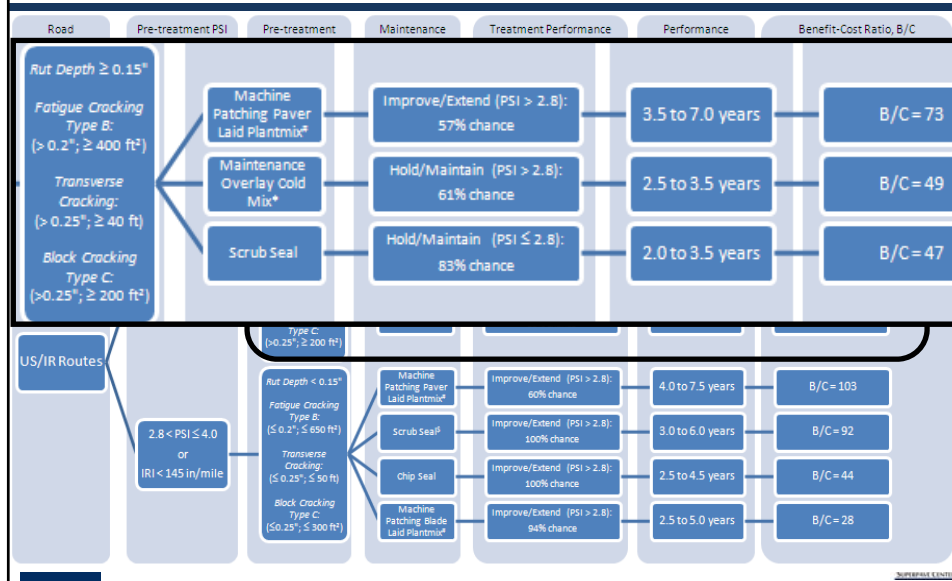 Road Pre-treatment PSI Pre-treatment Maintenance Treatment Performance Performance Benefit-Cost Ratio, B/C
Rut Depth ≥ 0.15"
Fatigue Cracking
Type B:
(> 0.2"; ≥ 400 ft²)
Transverse
Cracking:
(> 0.25"; ≥ 40 ft)
Block Cracking
Type C:
(>0.25"; ≥ 200 ft²)
Machine
Patching Paver
Laid Plantmix#
Improve/Extend (PSI > 2.8):
57% chance
3.5 to 7.0 years
B/C = 73
Maintenance
Overlay Cold
Mix*
Hold/Maintain (PSI > 2.8):
61% chance
2.5 to 3.5 years
B/C = 49
Scrub Seal
Hold/Maintain (PSI ≤ 2.8):
83% chance
2.0 to 3.5 years
B/C = 47
Type C:
(>0.25"; ≥ 200 ft²)
US/IR Routes
2.8 < PSI ≤ 4.0
or
IRI < 145 in/mile
Rut Depth < 0.15"
Fatigue Cracking
Type B:
(≤ 0.2"; ≤ 650 ft²)
Transverse
Cracking:
(≤ 0.25"; ≤ 50 ft)
Block Cracking
Type C:
(≤0.25"; ≤ 300 ft²)
Machine
Patching Paver
Laid Plantmix#
Improve/Extend (PSI > 2.8):
60% chance
4.0 to 7.5 years
B/C = 103
Scrub Seal$
Improve/Extend (PSI > 2.8):
100% chance
3.0 to 6.0 years
B/C = 92
Chip Seal
Improve/Extend (PSI > 2.8):
100% chance
2.5 to 4.5 years
B/C = 44
Machine
Patching Blade
Laid Plantmix#
Improve/Extend (PSI > 2.8):
94% chance
2.5 to 5.0 years
B/C = 28